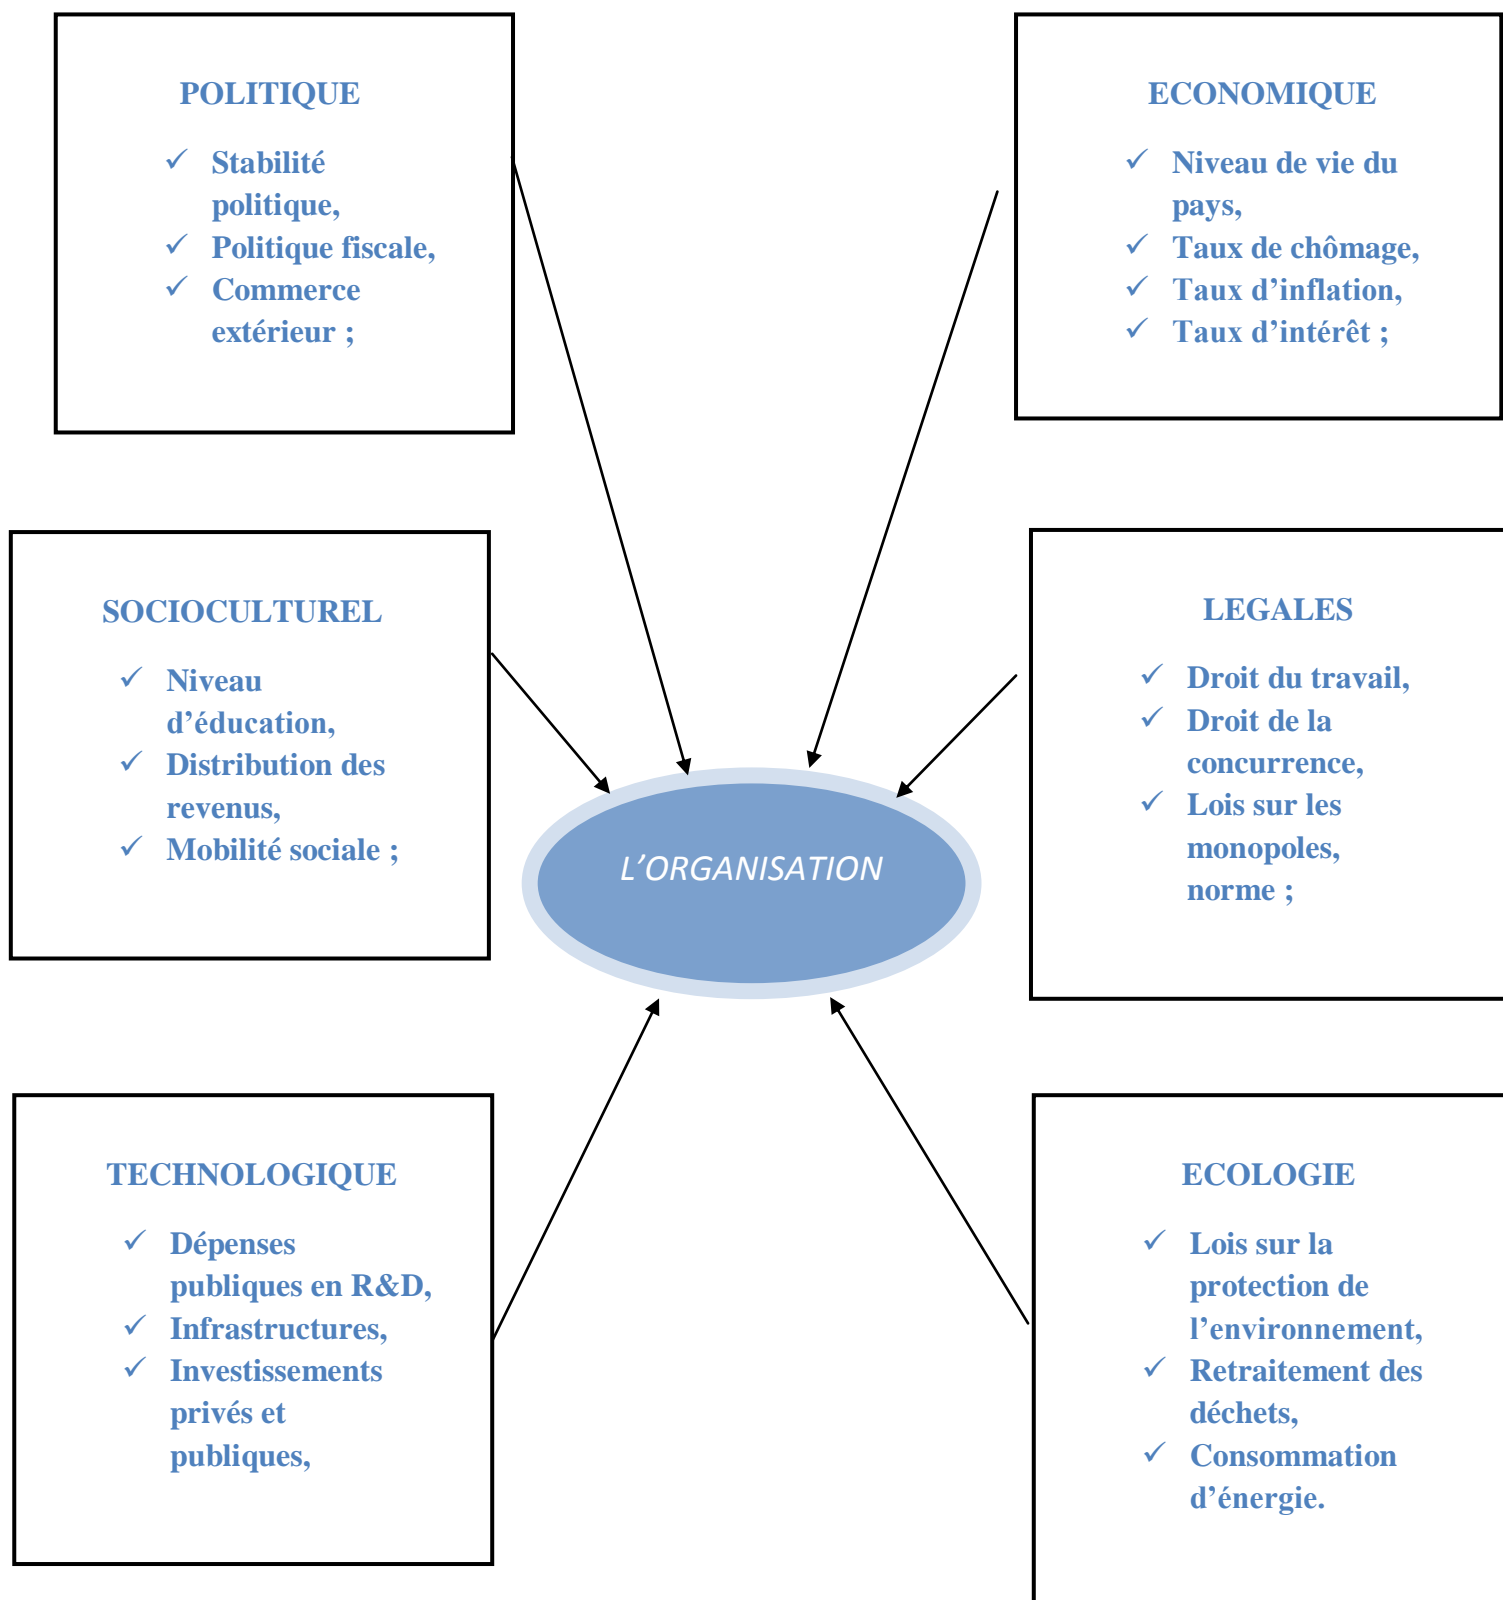 POLITIQUE
✓ Stabilité
politique,
✓ Politique fiscale,
✓ Commerce
extérieur ;
ECONOMIQUE
✓ Niveau de vie du
pays,
✓ Taux de chômage,
✓ Taux d’inflation,
✓ Taux d’intérêt ;
SOCIOCULTUREL
✓ Niveau
d’éducation,
✓ Distribution des
revenus,
✓ Mobilité sociale ;
LEGALES
✓ Droit du travail,
✓ Droit de la
concurrence,
✓ Lois sur les
monopoles,
norme ;
L’ORGANISATION
TECHNOLOGIQUE
✓ Dépenses
publiques en R&D,
✓ Infrastructures,
✓ Investissements
privés et
publiques,
ECOLOGIE
✓ Lois sur la
protection de
l’environnement,
✓ Retraitement des
déchets,
✓ Consommation
d’énergie.